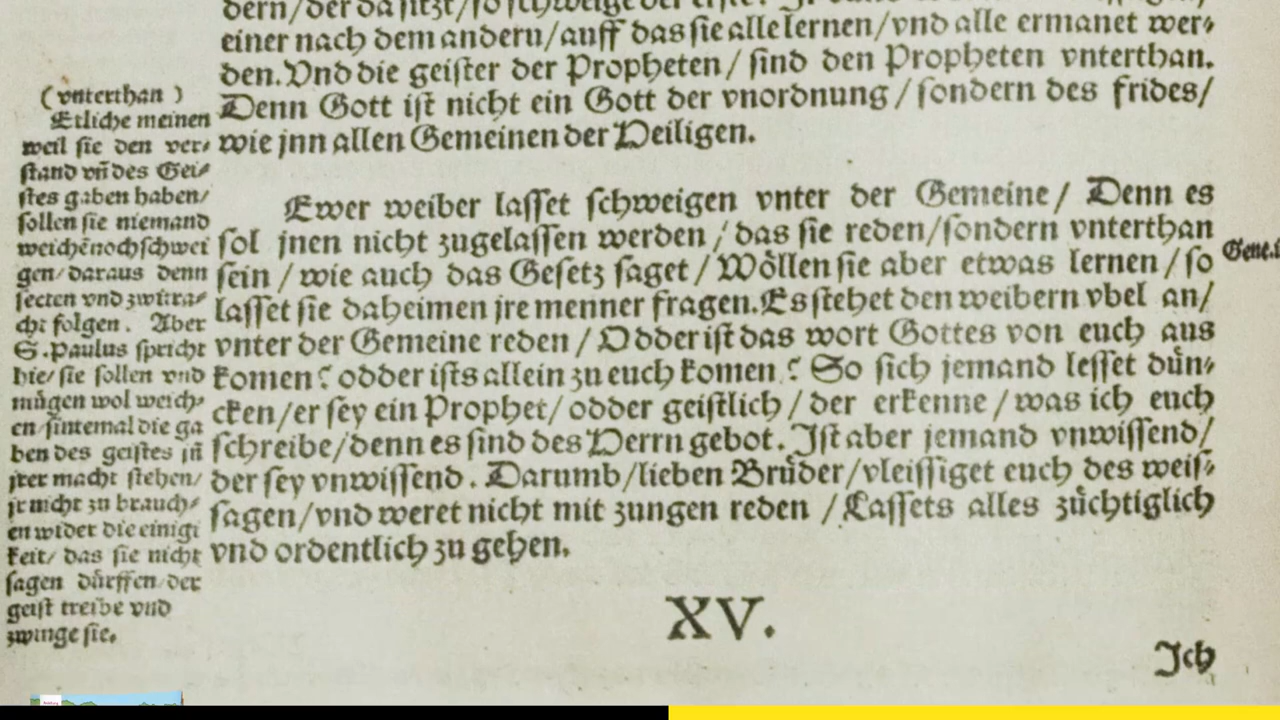 einer nach dem andern/auff das sie alle lernen/vnd alle ermanet wer⸗
den. Vnd die geister der Propheten/ sind den Propheten vnterthan.
Denn Gott ist nicht ein Gott der vnordnung/sondern des frides/
wie jnn allen Gemeinen der Heiligen.
Ewer weiber lasset schweigen vnter der Gemeine/ Denn es
sol jnen nicht zugelassen werden/das sie reden/sondern vnterthan
sein/wie auch das Gesetz saget/Wöllen sie aber etwas lernen/so
lasset sie daheimen jre menner fragen. Es stehet den weibern vbel an/
vnter der Gemeine reden/Odder ist das wort Gottes von euch aus
komen? odder ists allein zu euch komen? So sich jemand lesset dün⸗
cken/er sey ein Prophet/odder geistlich/der erkenne/was ich euch
schreibe/denn es sind des Herrn gebot. Ist aber jemand vnwissend/
der sey vnwissend. Darumb/lieben Brüder/vleissiget euch des weis⸗
sagen/vnd weret nicht mit zungen reden/Lassets alles züchtiglich
vnd ordentlich zu gehen.
(vnterthan)
Etliche meinen
weil sie den ver⸗
stand vñ des Gei⸗
stes gaben haben/
sollen sie niemand
weichē noch schwei
gen/daraus denn
secten vnd zwitra⸗
cht folgen. Aber
S. Paulus spricht
hie/sie sollen vnd
mügen wol weich⸗
en/sintemal die ga
ben des geistes jñ
jrer macht stehen/
jr nicht zu brauch⸗
en wider die einigi
keit/das sie nicht
sagen dürffen/der
geist treibe vnd
zwinge sie.
XV.
Ich